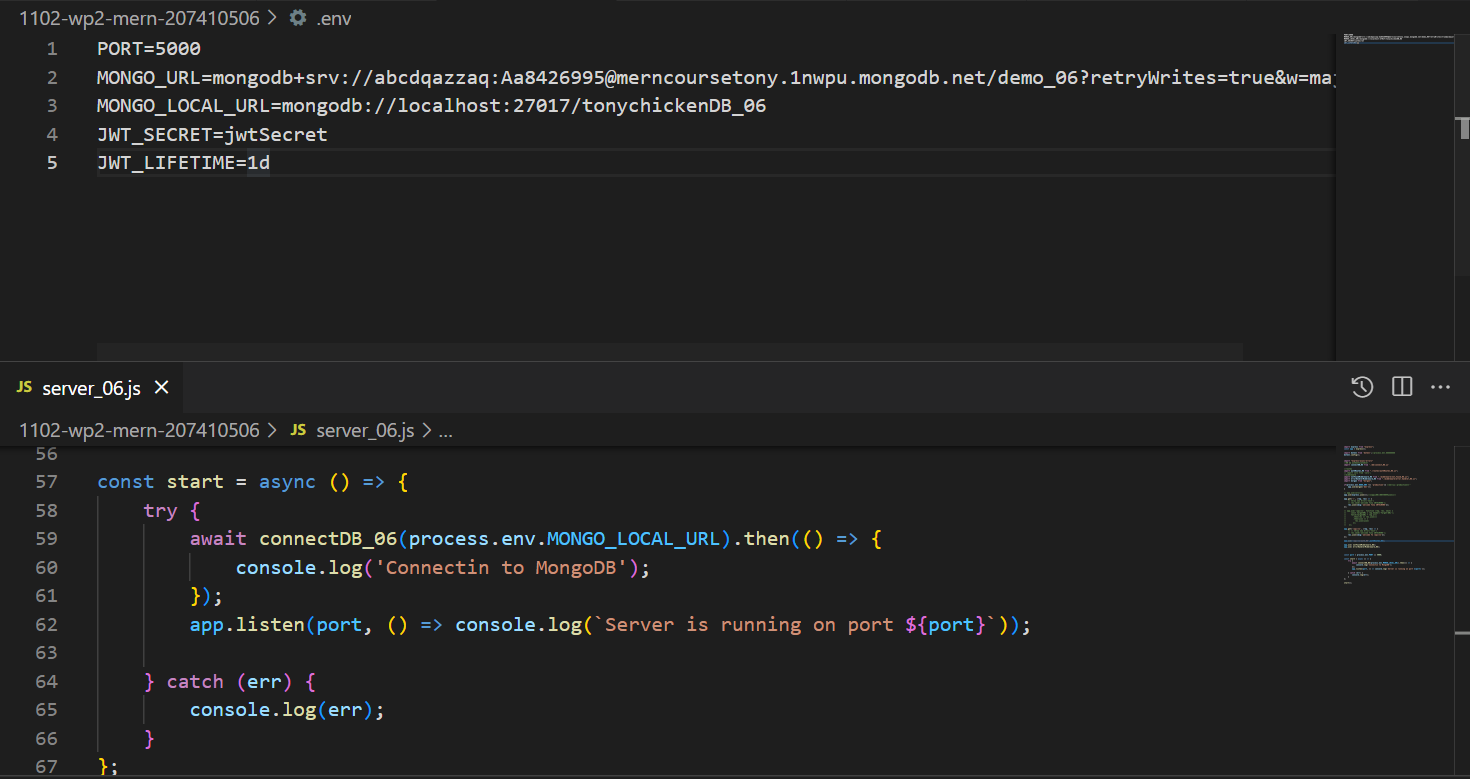 1102-wp2-mern-207410506 > .env
1 PORT=5000
2 MONGO_URL=mongodb+srv://abcdqazzaq:Aa8426995@merncoursetony.1nwpu.mongodb.net/demo_06?retryWrites=true&w=maj
3 MONGO_LOCAL_URL=mongodb://localhost:27017/tonychickenDB_06
4 JWT_SECRET=jwtSecret
5 JWT_LIFETIME=1d
JS server_06.js
1102-wp2-mern-207410506 > JS server_06.js > ...
56
57 const start = async () => {
58 try {
59 await connectDB_06(process.env.MONGO_LOCAL_URL).then(() => {
60 console.log('Connectin to MongoDB');
61 });
62 app.listen(port, () => console.log(`Server is running on port ${port}`));
63
64 } catch (err) {
65 console.log(err);
66 }
67 };